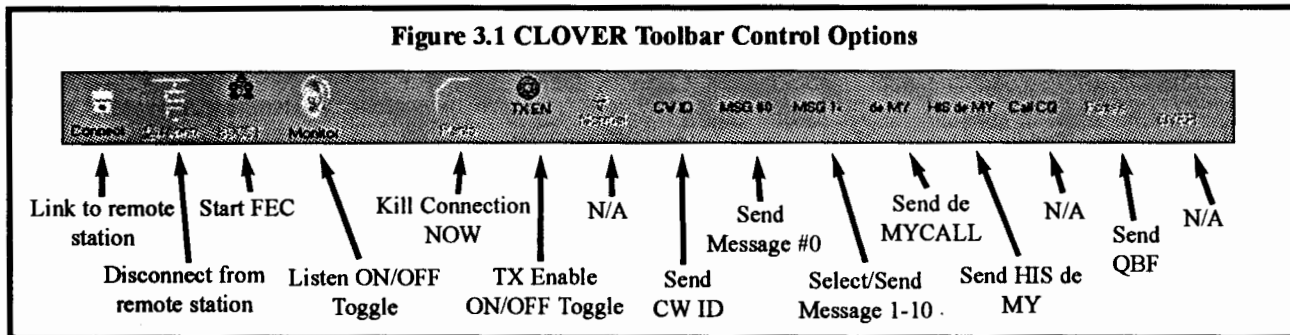 Figure 3.1 CLOVER Toolbar Control Options
Connect
Monitor
TXEN
CW ID
MSG #0
MSG 1-
de MY
HIS de MY
Call CQ
Link to remote
station
Start FEC
Kill Connection
NOW
N/A
Send
Message #0
Send de
MYCALL
N/A
Send
QBF
N/A
Disconnect from
remote station
Listen ON/OFF
Toggle
TX Enable
ON/OFF Toggle
Send
CW ID
Select/Send
Message 1-10
Send HIS de
MY